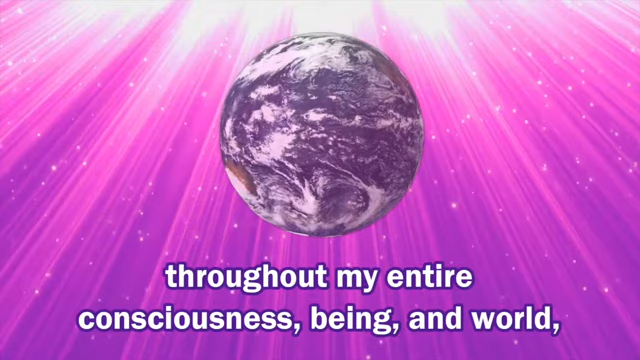 throughout my entire
consciousness, being, and world,